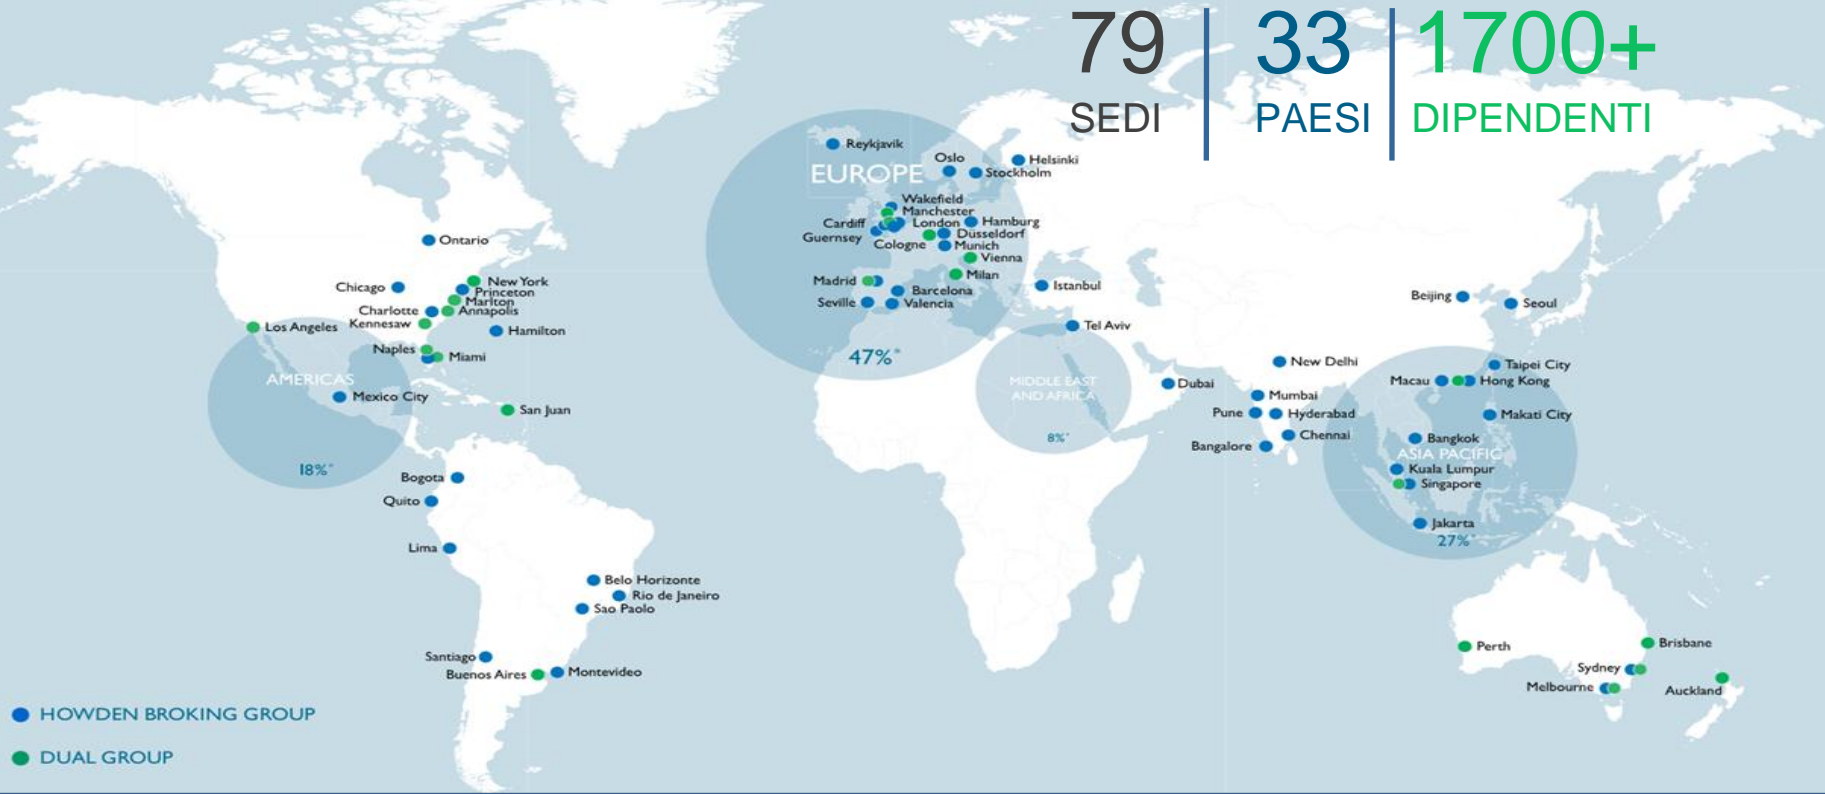 79
SEDI
33
PAESI
1700+
DIPENDENTI
Reykjavik
EUROPE
Oslo
Helsinki
Stockholm
Wakefield
Manchester
Cardiff
London
Hamburg
Guernsey
Düsseldorf
Cologne
Munich
Vienna
Milan
Madrid
Barcelona
Seville
Valencia
47%*
Istanbul
Tel Aviv
MIDDLE EAST
AND AFRICA
8%*
Dubai
Ontario
Chicago
New York
Princeton
Marlton
Charlotte
Annapolis
Kennesaw
Los Angeles
Hamilton
Naples
Miami
AMERICAS
Mexico City
San Juan
18%*
Bogota
Quito
Lima
Belo Horizonte
Rio de Janeiro
Sao Paolo
Santiago
Buenos Aires
Montevideo
Beijing
Seoul
New Delhi
Mumbai
Pune
Hyderabad
Chennai
Bangalore
Taipei City
Macau
Hong Kong
Makati City
Bangkok
ASIA PACIFIC
Kuala Lumpur
Singapore
Jakarta
27%*
Perth
Brisbane
Sydney
Melbourne
Auckland
HOWDEN BROKING GROUP
DUAL GROUP